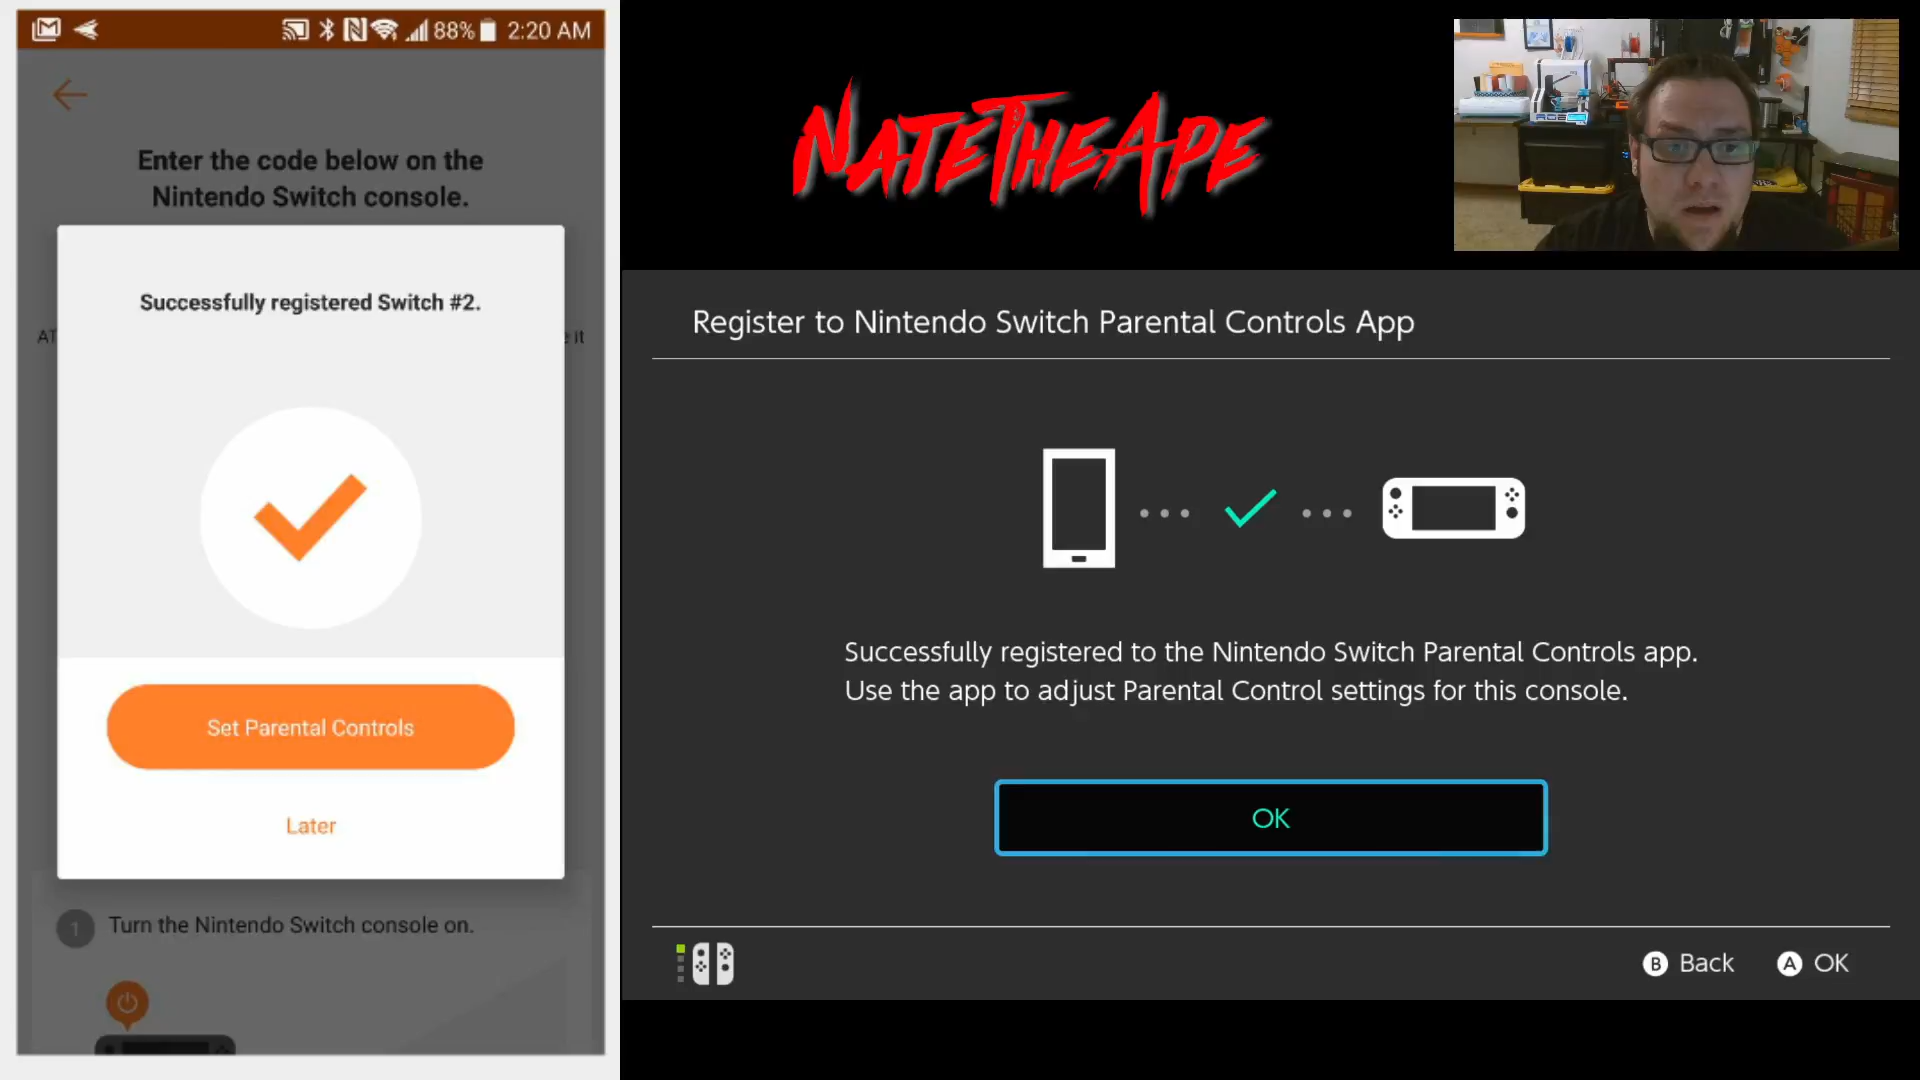 88% 2:20 AM
Enter the code below on the
Nintendo Switch console.
Successfully registered Switch #2.
AT
it
Set Parental Controls
Later
1 Turn the Nintendo Switch console on.
NateTheApe
Register to Nintendo Switch Parental Controls App
Successfully registered to the Nintendo Switch Parental Controls app.
Use the app to adjust Parental Control settings for this console.
OK
B Back A OK